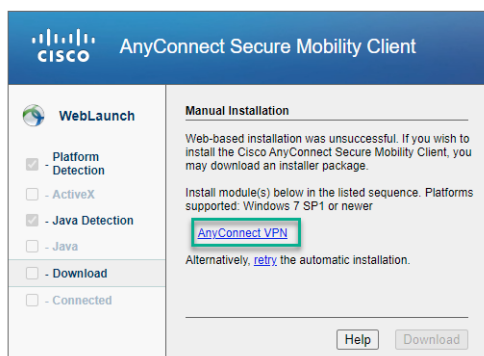 CISCO
AnyConnect Secure Mobility Client
WebLaunch
- Platform
Detection
- ActiveX
- Java Detection
- Java
- Download
- Connected
Manual Installation
Web-based installation was unsuccessful. If you wish to
install the Cisco AnyConnect Secure Mobility Client, you
may download an installer package.
Install module(s) below in the listed sequence. Platforms
supported: Windows 7 SP1 or newer
AnyConnect VPN
Alternatively, retry the automatic installation.
Help
Download